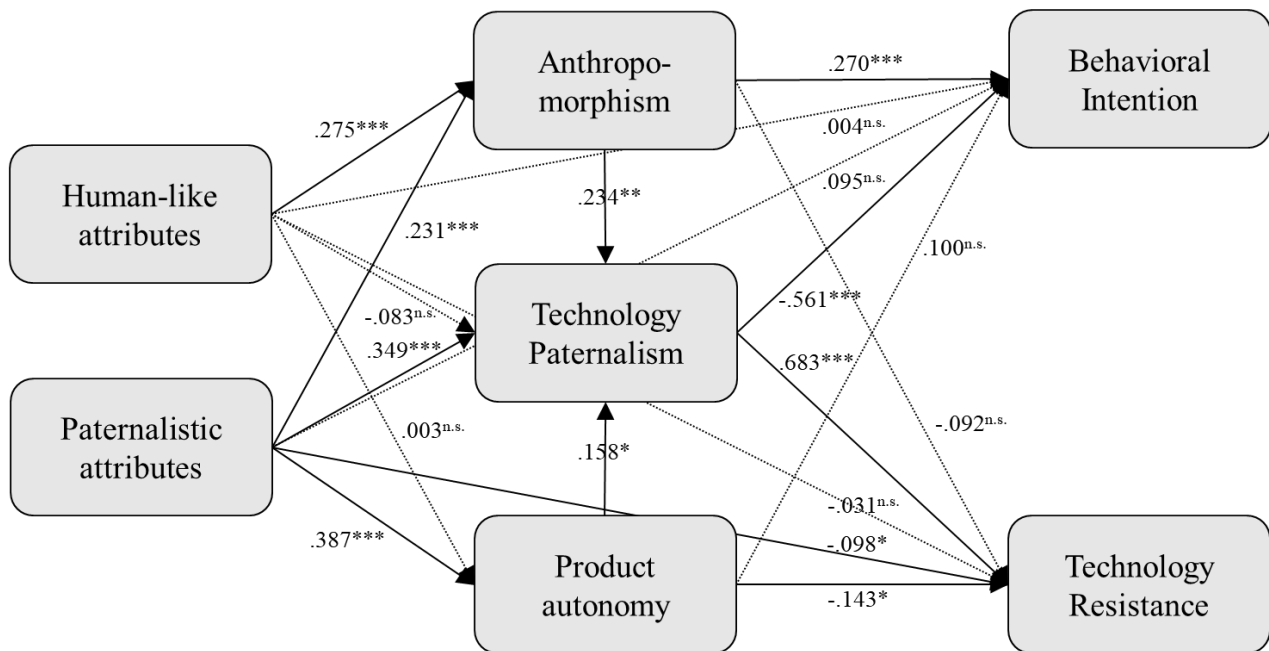 Anthropo-
morphism
.270***
Behavioral
Intention
.275***
.004n.s.
Human-like
attributes
.234**
.095n.s.
.231***
.100n.s.
-.083n.s.
Technology
Paternalism
-.561***
.349***
.683***
Paternalistic
attributes
.003n.s.
.158*
-.092n.s.
.387***
-.031n.s.
-.098*
Product
autonomy
-.143*
Technology
Resistance